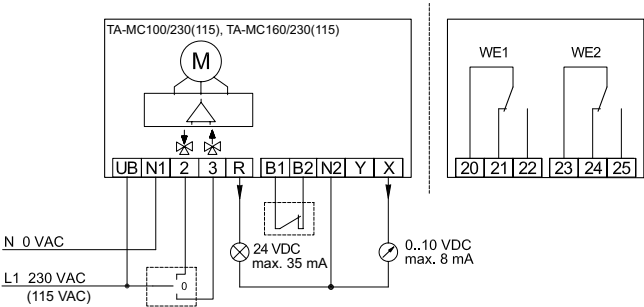 TA-MC100/230(115), TA-MC160/230(115)
M
WE1 WE2
UB N1 2 3 R B1 B2 N2 Y X
20 21 22 23 24 25
N 0 VAC
24 VDC
max. 35 mA
0..10 VDC
max. 8 mA
L1 230 VAC
(115 VAC)
0